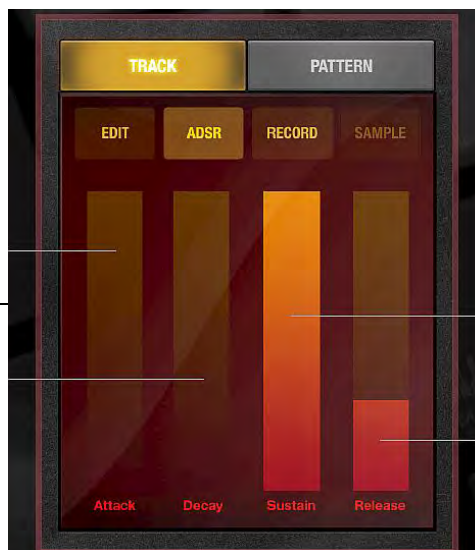 TRACK PATTERN
EDIT ADSR RECORD SAMPLE
Attack Decay Sustain Release